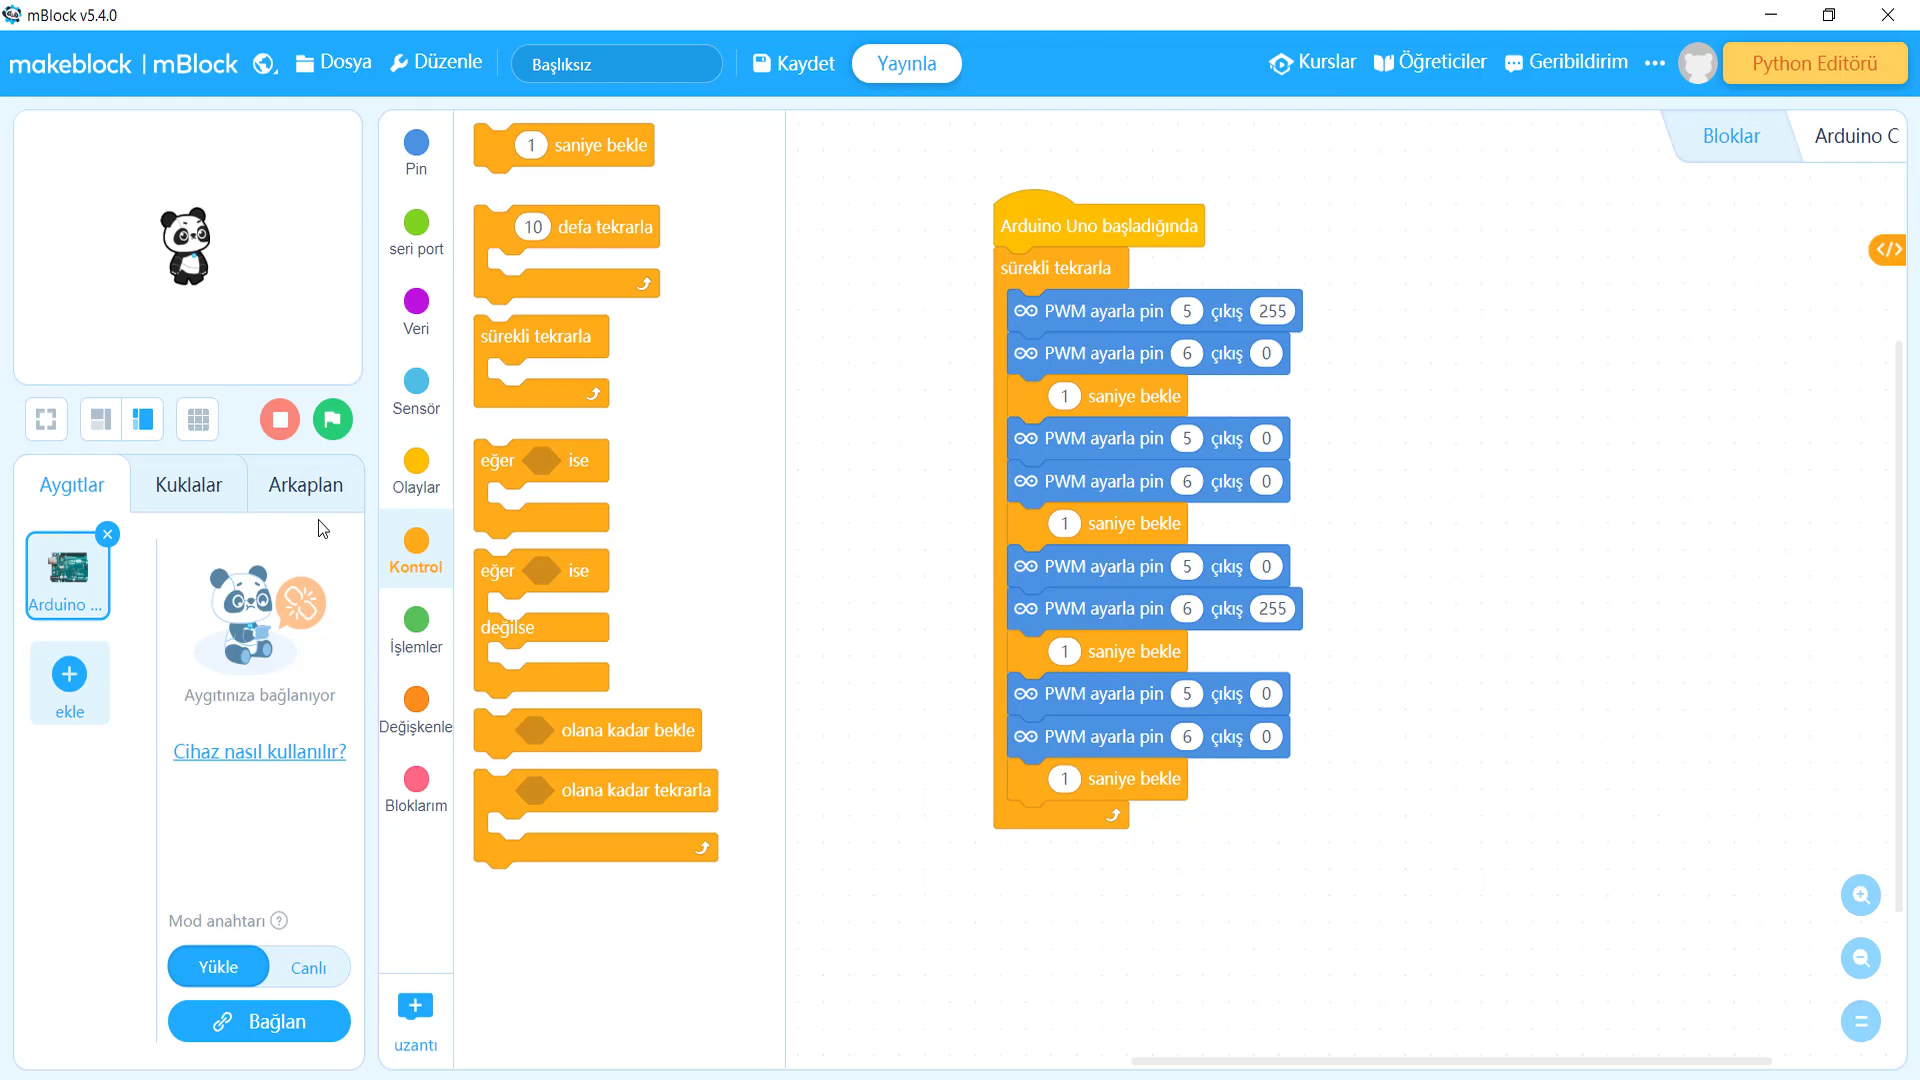 mBlock v5.4.0
makeblock | mBlock
Dosya
Düzenle
Başlıksız
Kaydet
Yayınla
Kurslar
Öğreticiler
Geribildirim
Python Editörü
Aygıtlar
Kuklalar
Arkaplan
Arduino ...
ekle
Aygıtınıza bağlanıyor
Cihaz nasıl kullanılır?
Mod anahtarı ?
Yükle
Canlı
Bağlan
Pin
seri port
Veri
Sensör
Olaylar
Kontrol
İşlemler
Değişkenle
Bloklarım
uzantı
1 saniye bekle
10 defa tekrarla
sürekli tekrarla
eğer ise
eğer ise
değilse
olana kadar bekle
olana kadar tekrarla
Bloklar
Arduino C
</>
Arduino Uno başladığında
sürekli tekrarla
PWM ayarla pin 5 çıkış 255
PWM ayarla pin 6 çıkış 0
1 saniye bekle
PWM ayarla pin 5 çıkış 0
PWM ayarla pin 6 çıkış 0
1 saniye bekle
PWM ayarla pin 5 çıkış 0
PWM ayarla pin 6 çıkış 255
1 saniye bekle
PWM ayarla pin 5 çıkış 0
PWM ayarla pin 6 çıkış 0
1 saniye bekle